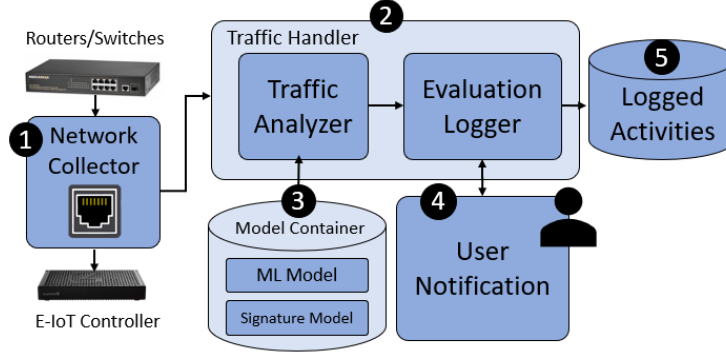 Routers/Switches
1
Network
Collector
E-IoT Controller
2
Traffic Handler
Traffic
Analyzer
Evaluation
Logger
3
Model Container
ML Model
Signature Model
4
User
Notification
5
Logged
Activities